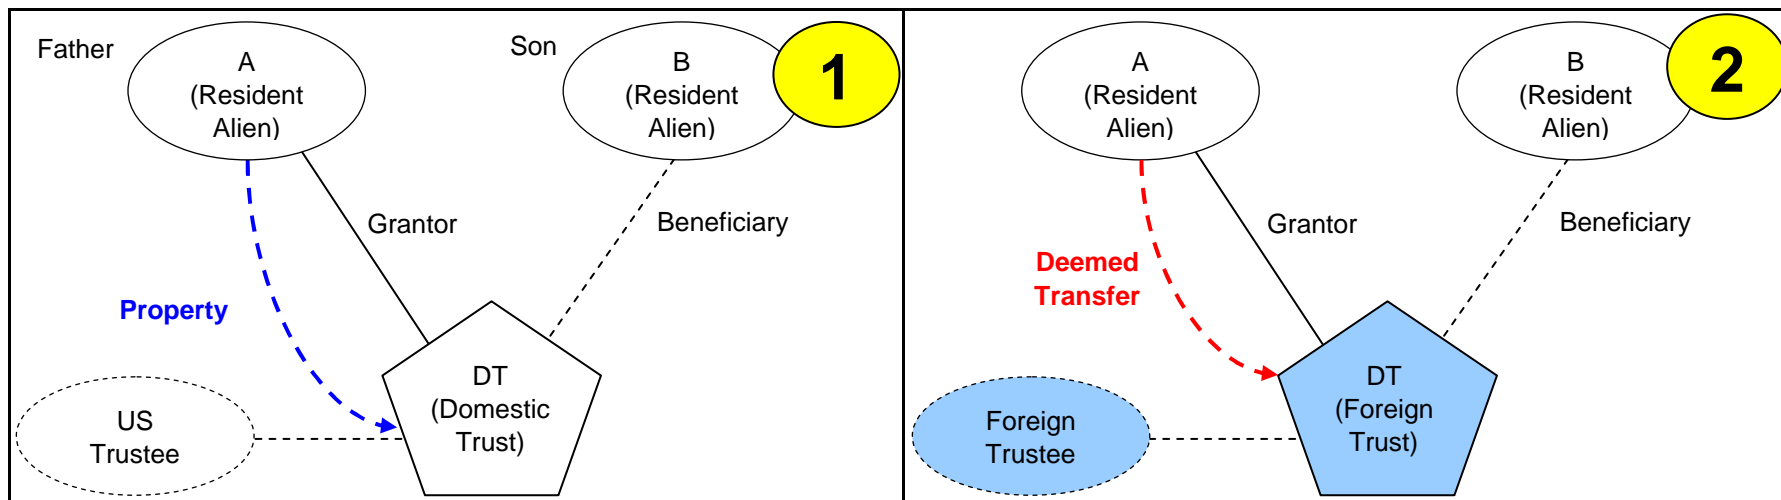 Father
A
(Resident
Alien)
Son
B
(Resident
Alien)
1
Grantor
Beneficiary
Property
DT
(Domestic
Trust)
US
Trustee
A
(Resident
Alien)
B
(Resident
Alien)
2
Grantor
Beneficiary
Deemed
Transfer
DT
(Foreign
Trust)
Foreign
Trustee